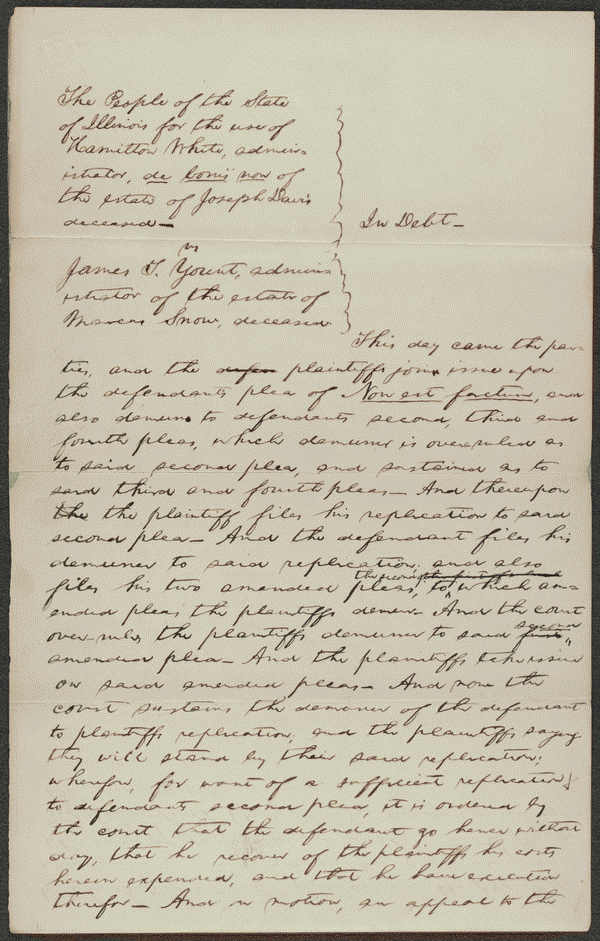 The People of the State
of Illinois for the use of
Hamilton White, admin-
istrator, de bonis non of
the estate of Joseph Davis
deceased—
In Debt—
vs
James T. Yount, admin-
istrator of the estate of
Marcus Snow, deceased.
This day came the par-
ties, and the defen plaintiffs join issue upon
the defendants plea of Non est factum, and
also demurs to defendants second, third and
fourth pleas, which demurrer is overruled as
to said second plea, and sustained as to
said third and fourth pleas— And thereupon
the the plaintiff files his replication to said
second plea— And the defendant files his
demurrer to said replication, and also
files his two amended pleas, to which am-
thereon
ended pleas the plaintiffs demur— And the court
over-rules the plaintiffs demurrer to said
second
amended plea— And the plaintiffs take issue
on said amended pleas— And now the
court sustains the demurrer of the defendant
to plaintiffs replication, and the plaintiffs saying
they will stand by their said replication;
wherefor, for want of a sufficient replication
to defendants second plea, it is ordered by
the court that the defendant go hence without
day, that he recover of the plaintiffs his costs
herein expended, and that he have execution
therefor— And on motion, an appeal to the